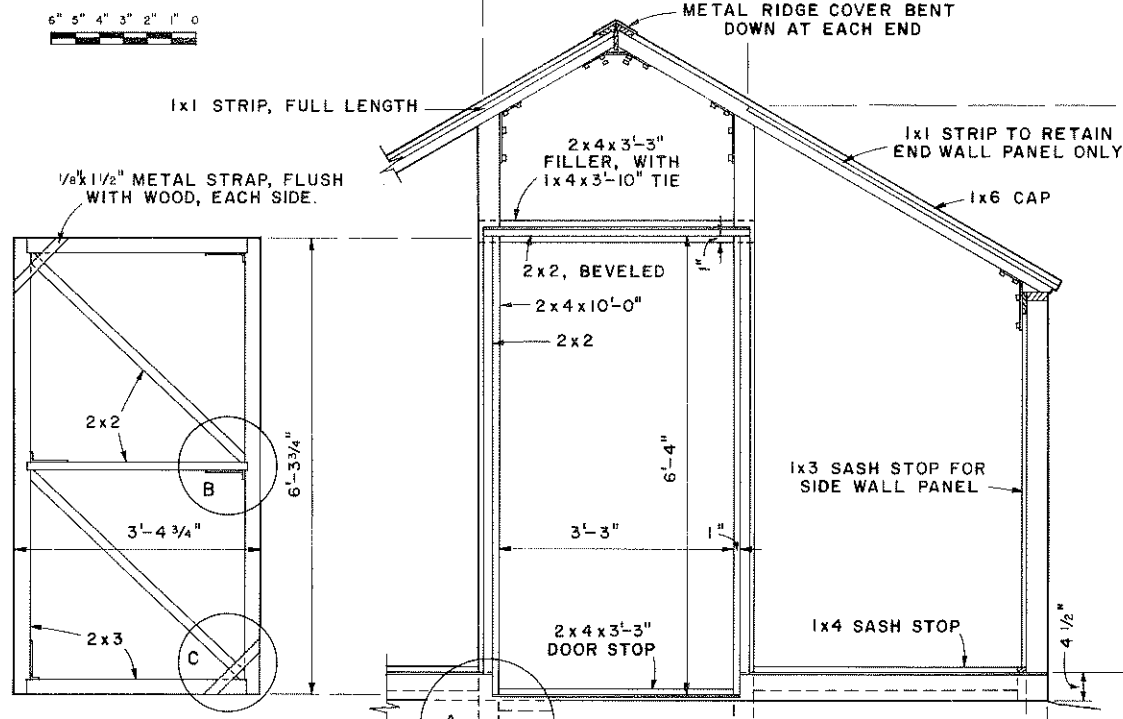 6" 5" 4" 3" 2" 1" 0
METAL RIDGE COVER BENT
DOWN AT EACH END
1x1 STRIP, FULL LENGTH
1x1 STRIP TO RETAIN
END WALL PANEL ONLY
2x4x3'-3"
FILLER, WITH
1x4x3'-10" TIE
1/8"x1 1/2" METAL STRAP, FLUSH
WITH WOOD, EACH SIDE.
1x6 CAP
2x2, BEVELED
1"
2x4x10'-0"
2x2
2x2
B
6'-3 3/4"
6'-4"
1x3 SASH STOP FOR
SIDE WALL PANEL
3'-4 3/4"
3'-3"
1"
2x3
C
2x4x3'-3"
DOOR STOP
1x4 SASH STOP
4 1/2"
A